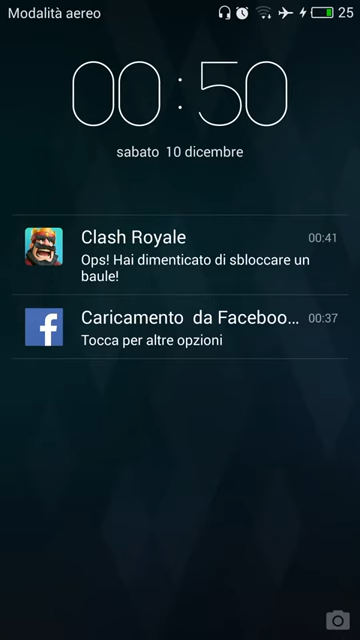 Modalità aereo 25
00:50
sabato 10 dicembre
Clash Royale 00:41
Ops! Hai dimenticato di sbloccare un
baule!
Caricamento da Faceboo... 00:37
Tocca per altre opzioni